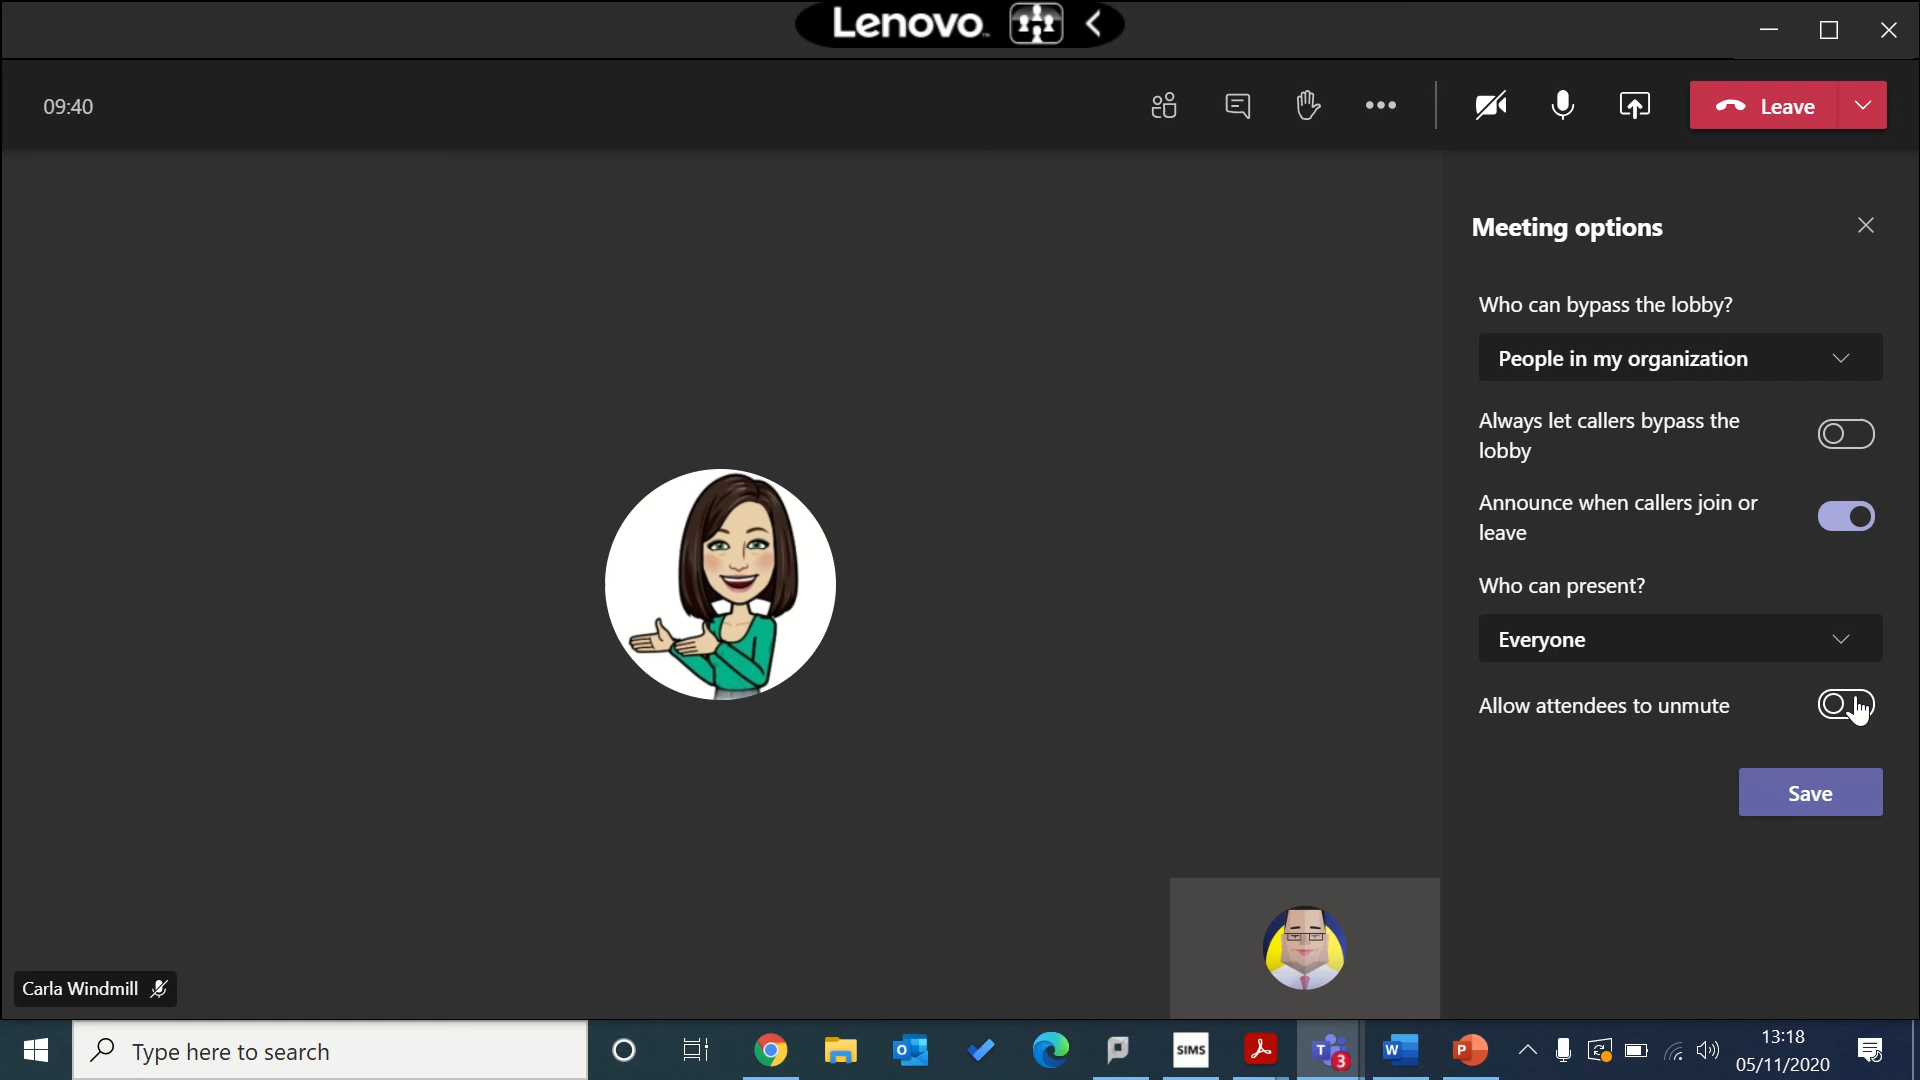 Lenovo
09:40
Leave
Meeting options
Who can bypass the lobby?
People in my organization
Always let callers bypass the
lobby
Announce when callers join or
leave
Who can present?
Everyone
Allow attendees to unmute
Save
Carla Windmill
Type here to search
SIMS
3
13:18
05/11/2020